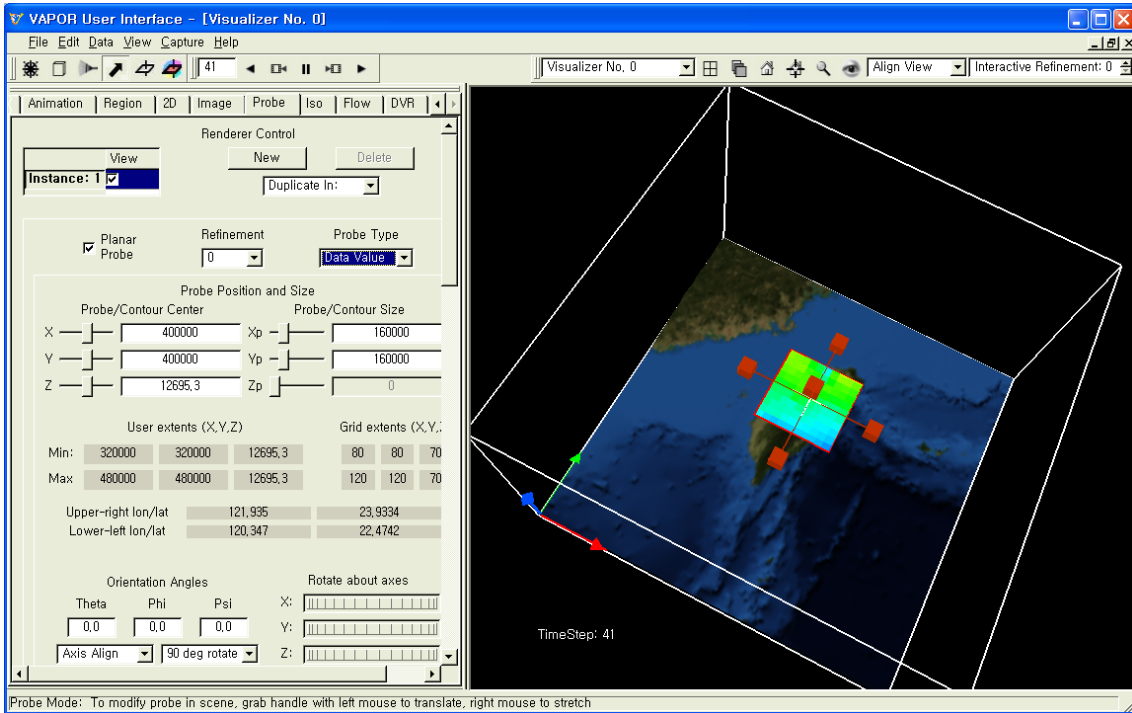 VAPOR User Interface - [Visualizer No. 0]
File Edit Data View Capture Help
41 Visualizer No. 0 Align View Interactive Refinement: 0
Animation Region 2D Image Probe Iso Flow DVR
Renderer Control
View New Delete
Instance: 1 Duplicate In:
Planar Probe Refinement Probe Type
0 Data Value
Probe Position and Size
Probe/Contour Center Probe/Contour Size
X 400000 Xp 160000
Y 400000 Yp 160000
Z 12695,3 Zp 0
User extents (X,Y,Z) Grid extents (X,Y,
Min: 320000 320000 12695,3 80 80 70
Max 480000 480000 12695,3 120 120 70
Upper-right lon/lat 121,935 23,9334
Lower-left lon/lat 120,347 22,4742
Orientation Angles Rotate about axes
Theta Phi Psi X:
0,0 0,0 0,0 Y:
Axis Align 90 deg rotate Z:
TimeStep: 41
Probe Mode: To modify probe in scene, grab handle with left mouse to translate, right mouse to stretch